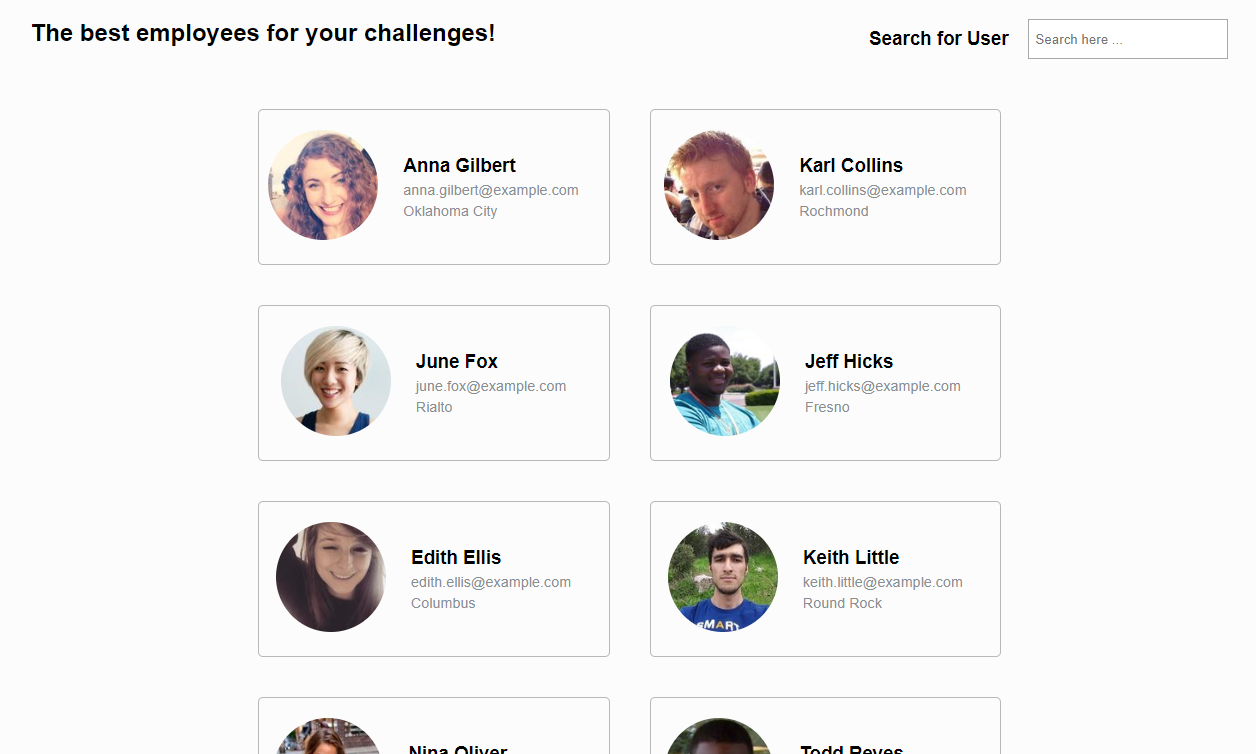 The best employees for your challenges!
Search for User
Search here ...
Anna Gilbert
anna.gilbert@example.com
Oklahoma City
Karl Collins
karl.collins@example.com
Rochmond
June Fox
june.fox@example.com
Rialto
Jeff Hicks
jeff.hicks@example.com
Fresno
Edith Ellis
edith.ellis@example.com
Columbus
Keith Little
keith.little@example.com
Round Rock
SMART
Nina Oliver
Todd Reyes